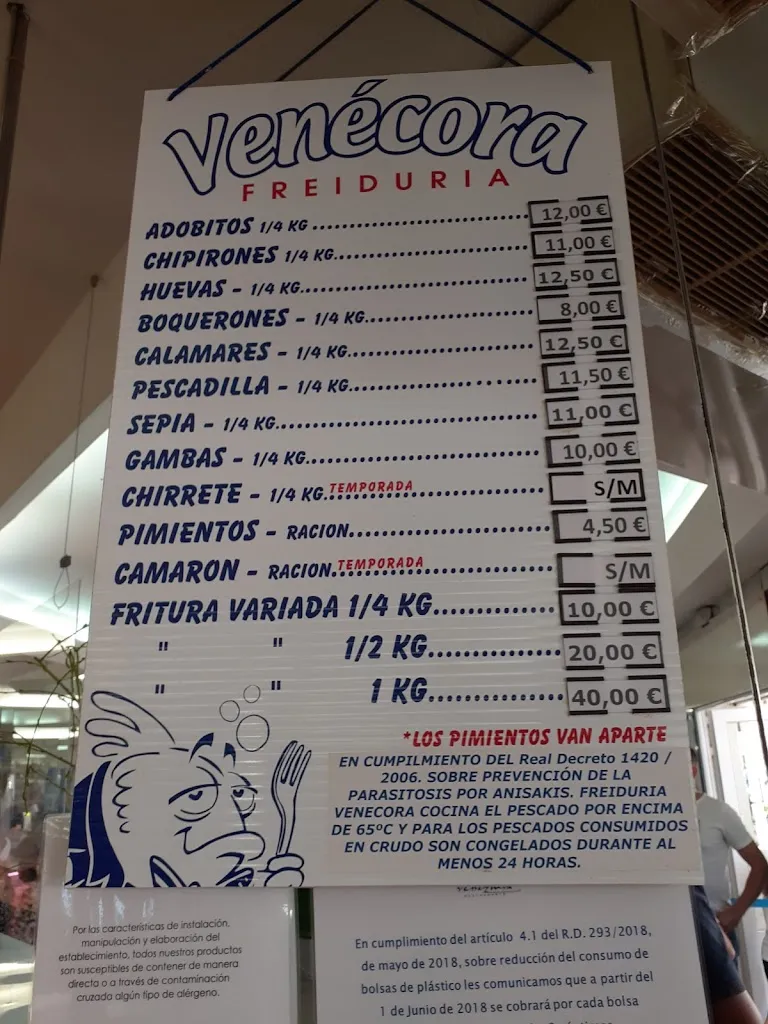 Venécora
FREIDURIA
ADOBITOS 1/4 KG ................................ 12,00 €
CHIPIRONES 1/4 KG............................. 11,00 €
HUEVAS - 1/4 KG................................. 12,50 €
BOQUERONES - 1/4 KG........................ 8,00 €
CALAMARES - 1/4 KG........................... 12,50 €
PESCADILLA - 1/4 KG........................... 11,50 €
SEPIA - 1/4 KG..................................... 11,00 €
GAMBAS - 1/4 KG................................. 10,00 €
CHIRRETE - 1/4 KG. TEMPORADA ........................ S/M
PIMIENTOS - RACION........................... 4,50 €
CAMARON - RACION. TEMPORADA ........................ S/M
FRITURA VARIADA 1/4 KG............... 10,00 €
" " 1/2 KG................ 20,00 €
" " 1 KG................ 40,00 €
*LOS PIMIENTOS VAN APARTE
EN CUMPILMIENTO DEL Real Decreto 1420 /
2006. SOBRE PREVENCIÓN DE LA
PARASITOSIS POR ANISAKIS. FREIDURIA
VENECORA COCINA EL PESCADO POR ENCIMA
DE 65ºC Y PARA LOS PESCADOS CONSUMIDOS
EN CRUDO SON CONGELADOS DURANTE AL
MENOS 24 HORAS.
Por las características de instalación,
manipulación y elaboración del
establecimiento, todos nuestros productos
son susceptibles de contener de manera
directa o a través de contaminación
cruzada algún tipo de alérgeno.
En cumplimiento del artículo 4.1 del R.D. 293/2018,
de mayo de 2018, sobre reducción del consumo de
bolsas de plástico les comunicamos que a partir del
1 de Junio de 2018 se cobrará por cada bolsa